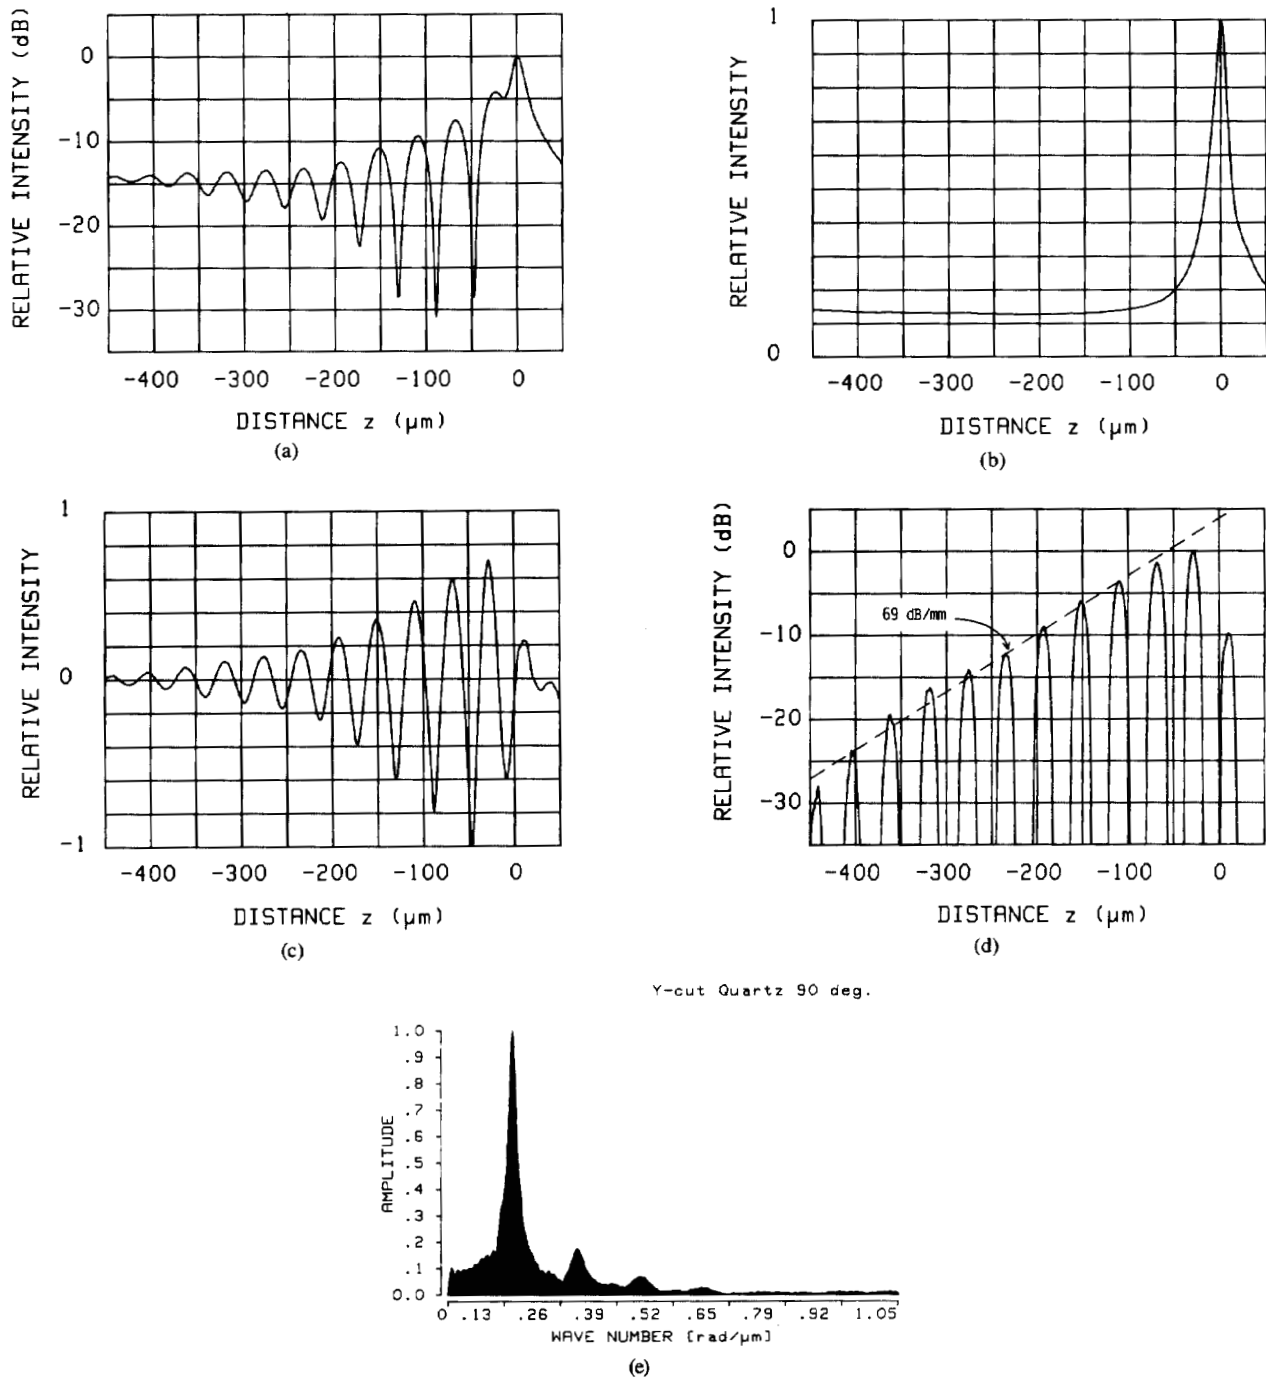 RELATIVE INTENSITY (dB)
0
-10
-20
-30
-400 -300 -200 -100 0
DISTANCE z (µm)
(a)
RELATIVE INTENSITY
1
0
-400 -300 -200 -100 0
DISTANCE z (µm)
(b)
RELATIVE INTENSITY
1
0
-1
-400 -300 -200 -100 0
DISTANCE z (µm)
(c)
RELATIVE INTENSITY (dB)
0
-10
-20
-30
69 dB/mm
-400 -300 -200 -100 0
DISTANCE z (µm)
(d)
Y-cut Quartz 90 deg.
AMPLITUDE
1.0
.9
.8
.7
.6
.5
.4
.3
.2
.1
0.0
0 .13 .26 .39 .52 .65 .79 .92 1.05
WAVE NUMBER [rad/µm]
(e)